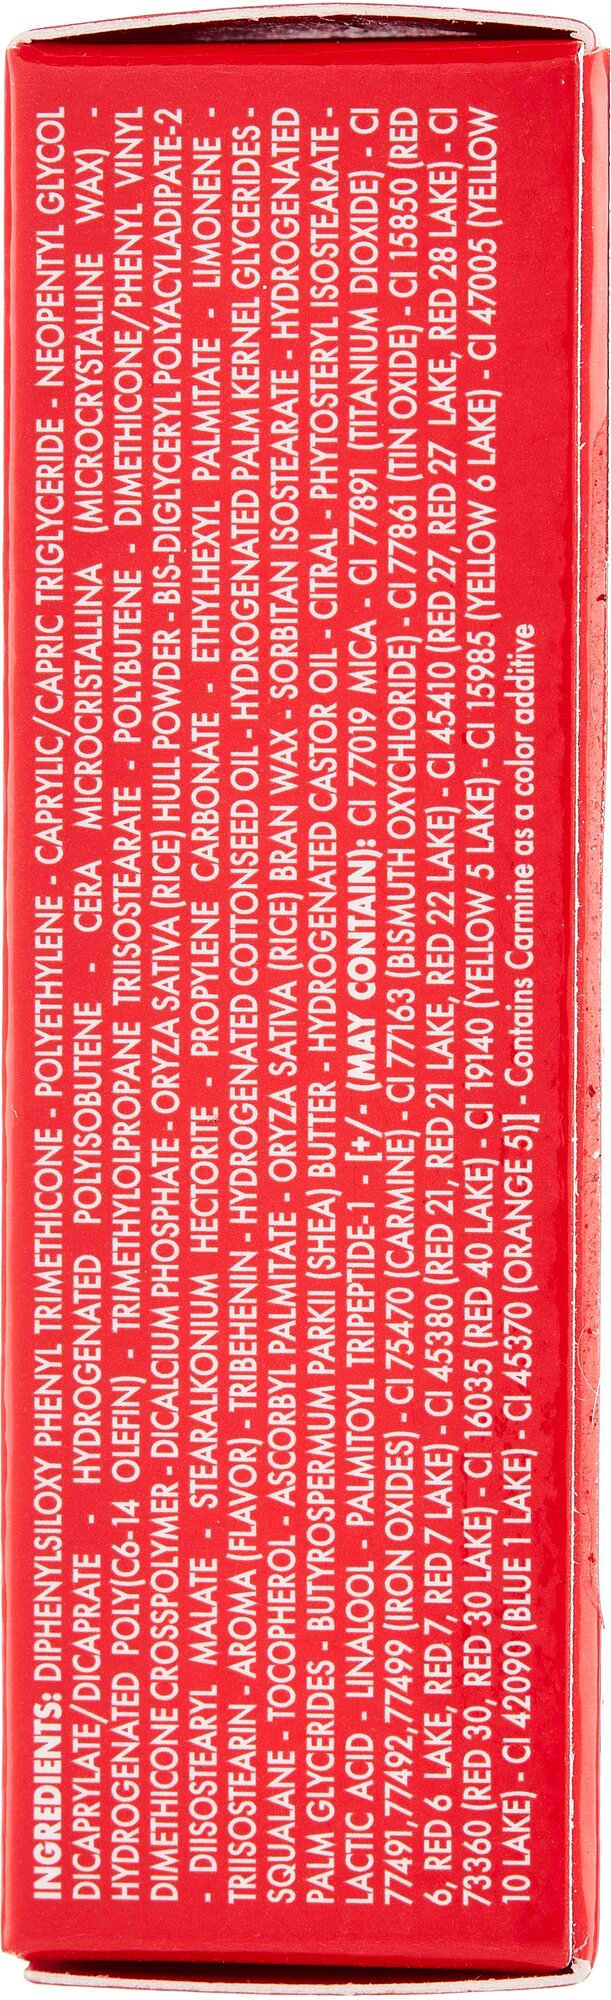 INGREDIENTS: DIPHENYLSILOXY PHENYL TRIMETHICONE - POLYETHYLENE - CAPRYLIC/CAPRIC TRIGLYCERIDE - NEOPENTYL GLYCOL
DICAPRYLATE/DICAPRATE - HYDROGENATED POLYISOBUTENE - CERA MICROCRISTALLINA (MICROCRYSTALLINE WAX) -
HYDROGENATED POLY(C6-14 OLEFIN) - TRIMETHYLOLPROPANE TRIISOSTEARATE - POLYBUTENE - DIMETHICONE/PHENYL VINYL
DIMETHICONE CROSSPOLYMER - DICALCIUM PHOSPHATE - ORYZA SATIVA (RICE) HULL POWDER - BIS-DIGLYCERYL POLYACYLADIPATE-2
- DIISOSTEARYL MALATE - STEARALKONIUM HECTORITE - PROPYLENE CARBONATE - ETHYLHEXYL PALMITATE - LIMONENE -
TRIISOSTEARIN - AROMA (FLAVOR) - TRIBEHENIN - HYDROGENATED COTTONSEED OIL - HYDROGENATED PALM KERNEL GLYCERIDES -
SQUALANE - TOCOPHEROL - ASCORBYL PALMITATE - ORYZA SATIVA (RICE) BRAN WAX - SORBITAN ISOSTEARATE - HYDROGENATED
PALM GLYCERIDES - BUTYROSPERMUM PARKII (SHEA) BUTTER - HYDROGENATED CASTOR OIL - CITRAL - PHYTOSTERYL ISOSTEARATE -
LACTIC ACID - LINALOOL - PALMITOYL TRIPEPTIDE-1 - [+/- (MAY CONTAIN): CI 77019 MICA - CI 77891 (TITANIUM DIOXIDE) - CI
77491,77492,77499 (IRON OXIDES) - CI 75470 (CARMINE) - CI 77163 (BISMUTH OXYCHLORIDE) - CI 77861 (TIN OXIDE) - CI 15850 (RED
6, RED 6 LAKE, RED 7, RED 7 LAKE) - CI 45380 (RED 21, RED 21 LAKE, RED 22 LAKE) - CI 45410 (RED 27, RED 27 LAKE, RED 28 LAKE) - CI
73360 (RED 30, RED 30 LAKE) - CI 16035 (RED 40 LAKE) - CI 19140 (YELLOW 5 LAKE) - CI 15985 (YELLOW 6 LAKE) - CI 47005 (YELLOW
10 LAKE) - CI 42090 (BLUE 1 LAKE) - CI 45370 (ORANGE 5)] - Contains Carmine as a color additive